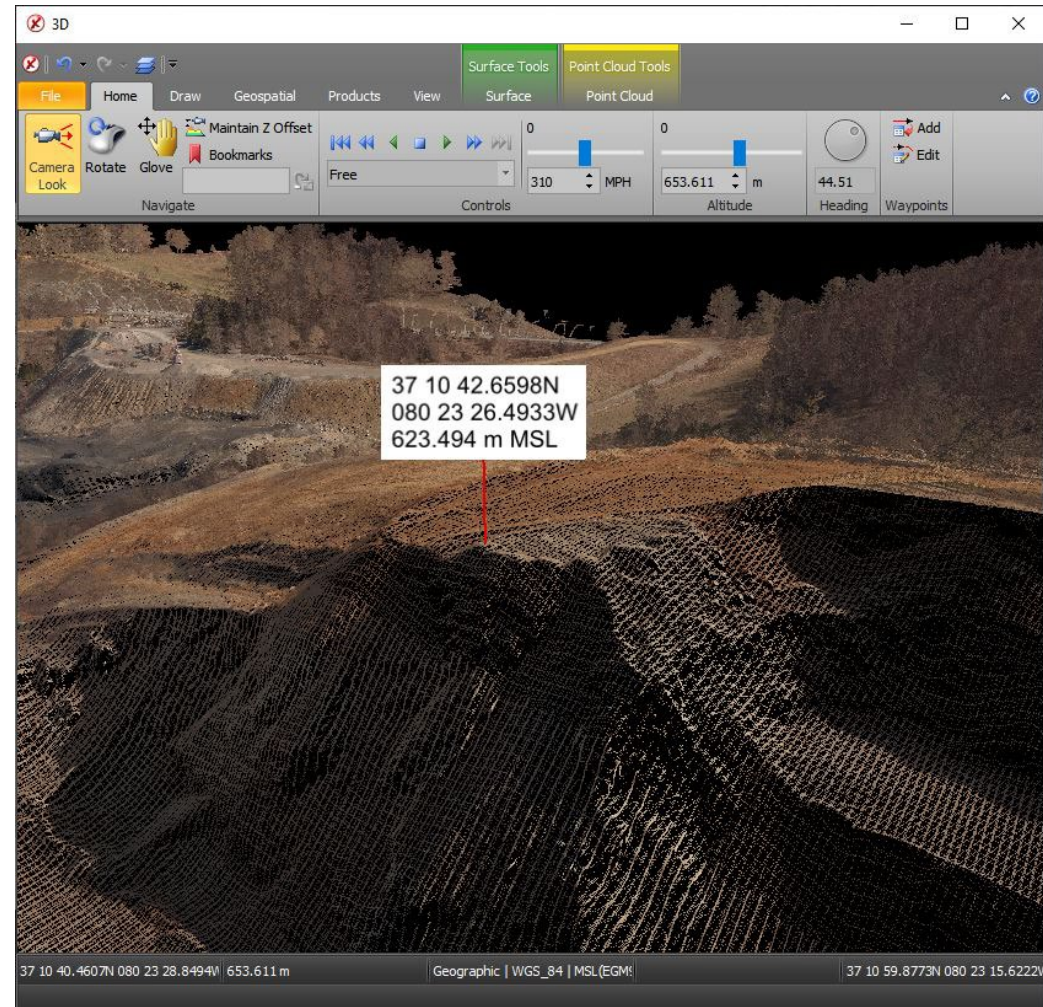 3D
Surface Tools Point Cloud Tools
File Home Draw Geospatial Products View Surface Point Cloud
Camera Look
Rotate
Glove
Maintain Z Offset
Bookmarks
Navigate
Free
0
310 MPH
Controls
0
653.611 m
Altitude
44.51
Heading
Add
Edit
Waypoints
37 10 42.6598N
080 23 26.4933W
623.494 m MSL
37 10 40.4607N 080 23 28.8494W 653.611 m Geographic | WGS_84 | MSL 37 10 59.8773N 080 23 15.6222W